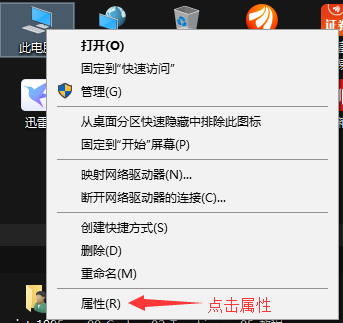 此电脑
打开(O)
固定到"快速访问"
管理(G)
迅雷
从桌面分区快速隐藏中排除此图标
固定到"开始"屏幕(P)
映射网络驱动器(N)...
断开网络驱动器的连接(C)...
创建快捷方式(S)
删除(D)
重命名(M)
属性(R)
点击属性